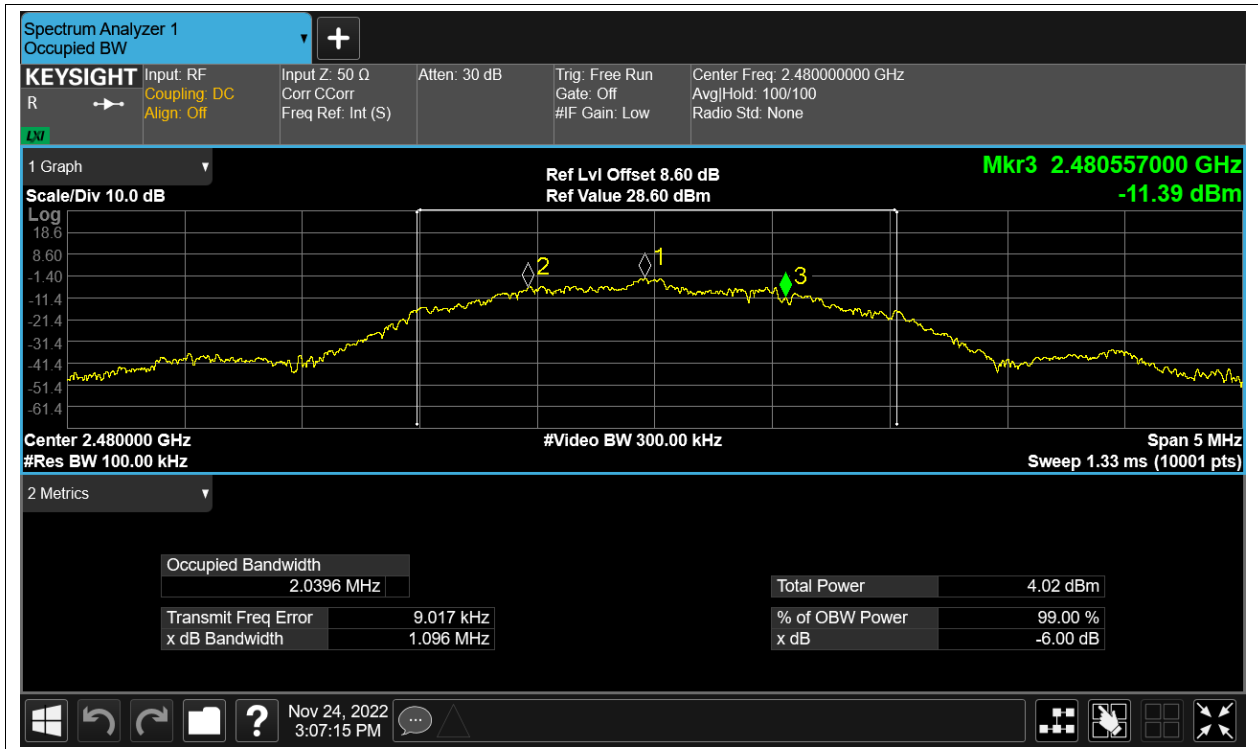 Spectrum Analyzer 1
Occupied BW
KEYSIGHT
R
LXI
Input: RF
Coupling: DC
Align: Off
Input Z: 50 Ω
Corr CCorr
Freq Ref: Int (S)
Atten: 30 dB
Trig: Free Run
Gate: Off
#IF Gain: Low
Center Freq: 2.480000000 GHz
Avg|Hold: 100/100
Radio Std: None
1 Graph
Scale/Div 10.0 dB
Ref Lvl Offset 8.60 dB
Ref Value 28.60 dBm
Mkr3 2.480557000 GHz
-11.39 dBm
Log
18.6
8.60
-1.40
-11.4
-21.4
-31.4
-41.4
-51.4
-61.4
2
1
3
Center 2.480000 GHz
#Res BW 100.00 kHz
#Video BW 300.00 kHz
Span 5 MHz
Sweep 1.33 ms (10001 pts)
2 Metrics
Occupied Bandwidth
2.0396 MHz
Transmit Freq Error 9.017 kHz
x dB Bandwidth 1.096 MHz
Total Power 4.02 dBm
% of OBW Power 99.00 %
x dB -6.00 dB
?
Nov 24, 2022
3:07:15 PM